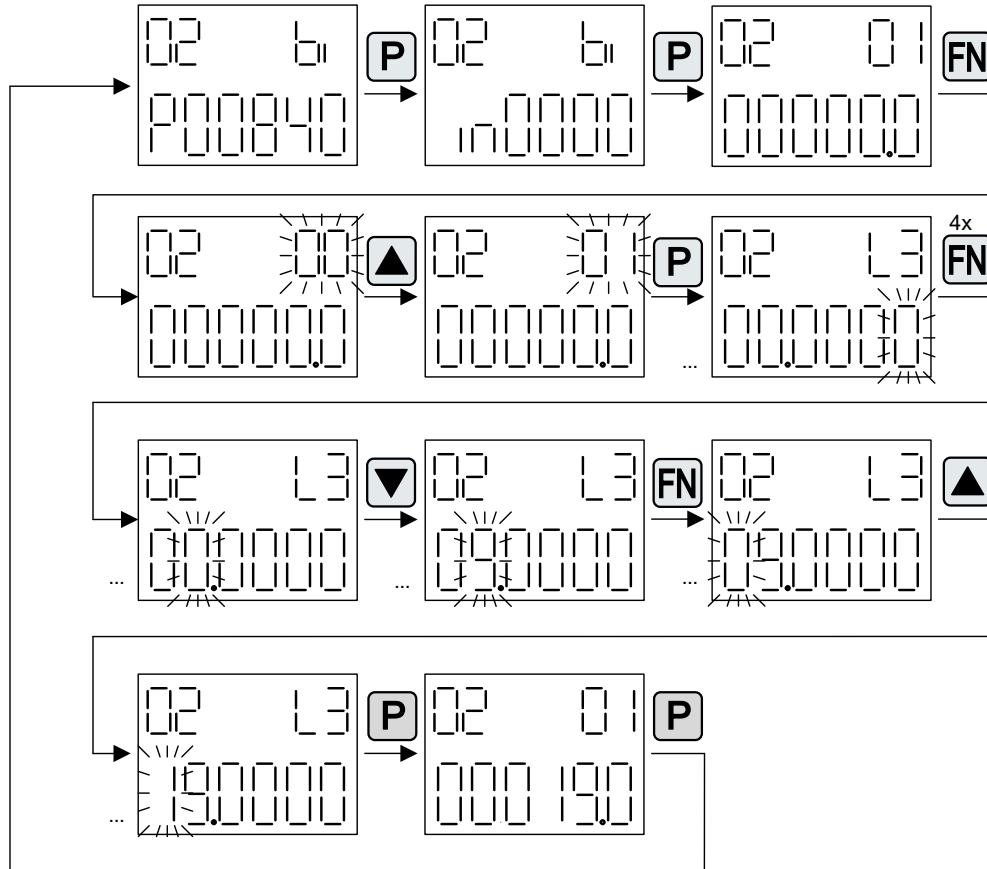 02 bi P 02 bi P 02 01 FN
P00840 in0000 00000.0
4x
02 00 ▲ 02 01 P 02 L3 FN
00000.0 00000.0 ... 00.0000
02 L3 ▼ 02 L3 FN 02 L3 ▲
... 00.0000 ... 09.0000 ... 09.0000
02 L3 P 02 01 P
... 19.0000 00019.0